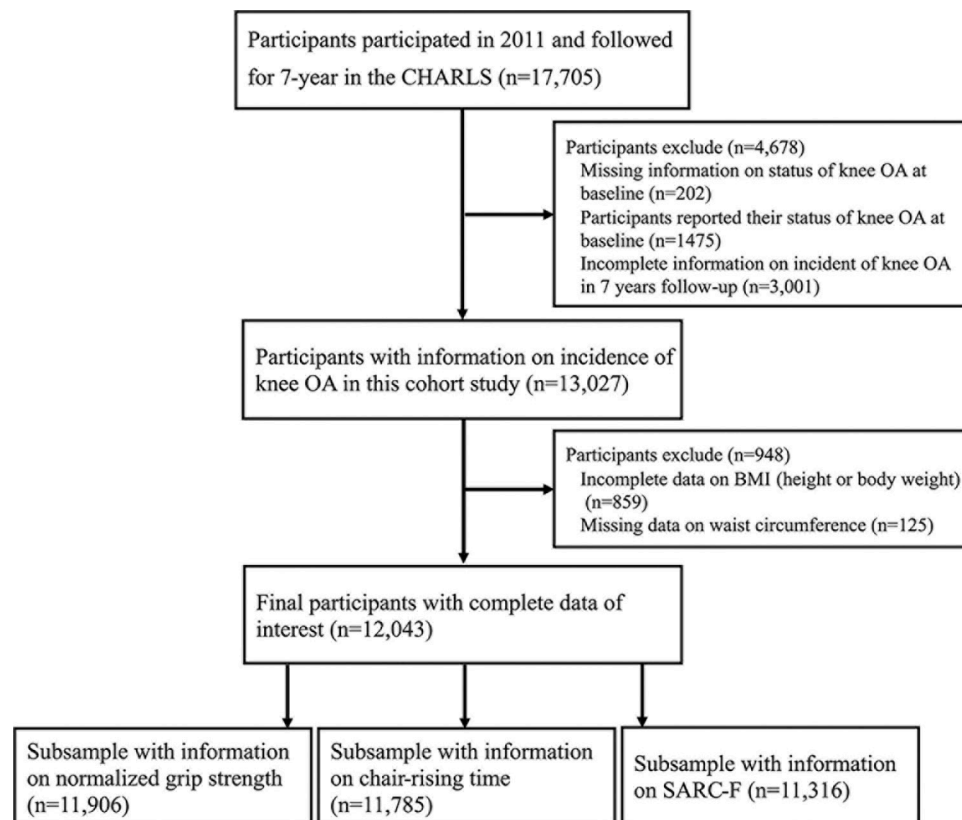 Participants participated in 2011 and followed
for 7-year in the CHARLS (n=17,705)
Participants exclude (n=4,678)
Missing information on status of knee OA at
baseline (n=202)
Participants reported their status of knee OA at
baseline (n=1475)
Incomplete information on incident of knee OA
in 7 years follow-up (n=3,001)
Participants with information on incidence of
knee OA in this cohort study (n=13,027)
Participants exclude (n=948)
Incomplete data on BMI (height or body weight)
(n=859)
Missing data on waist circumference (n=125)
Final participants with complete data of
interest (n=12,043)
Subsample with information
on normalized grip strength
(n=11,906)
Subsample with information
on chair-rising time
(n=11,785)
Subsample with information
on SARC-F (n=11,316)